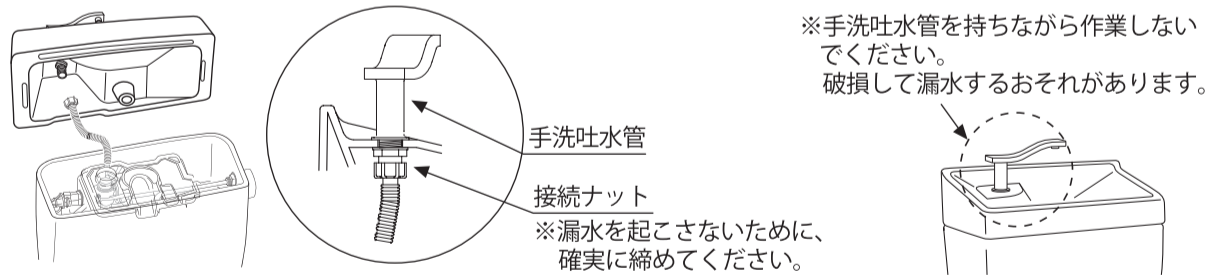 手洗吐水管
接続ナット
※漏水を起こさないために、
確実に締めてください。
※手洗吐水管を持ちながら作業しない
でください。
破損して漏水するおそれがあります。